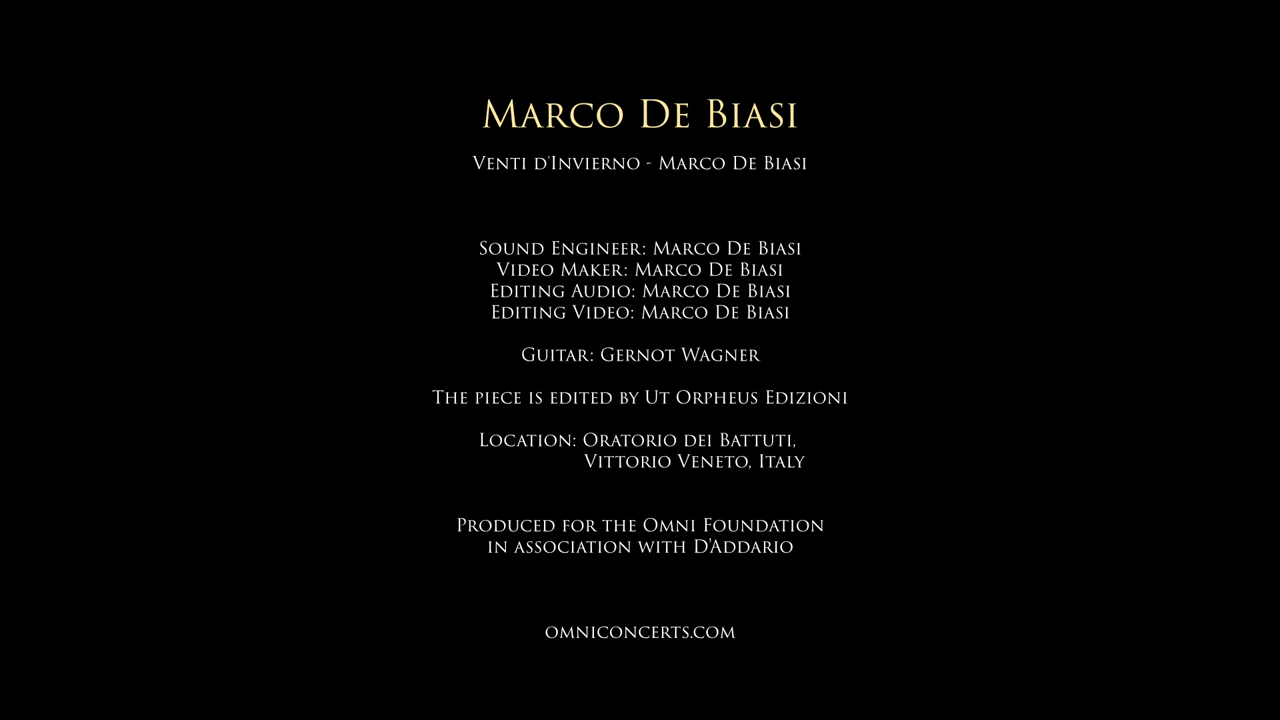 Marco De Biasi
Venti d'Invierno - Marco De Biasi
Sound Engineer: Marco De Biasi
Video Maker: Marco De Biasi
Editing Audio: Marco De Biasi
Editing Video: Marco De Biasi
Guitar: Gernot Wagner
The piece is edited by Ut Orpheus Edizioni
Location: Oratorio dei Battuti,
Vittorio Veneto, Italy
Produced for the Omni Foundation
in association with D'Addario
omniconcerts.com